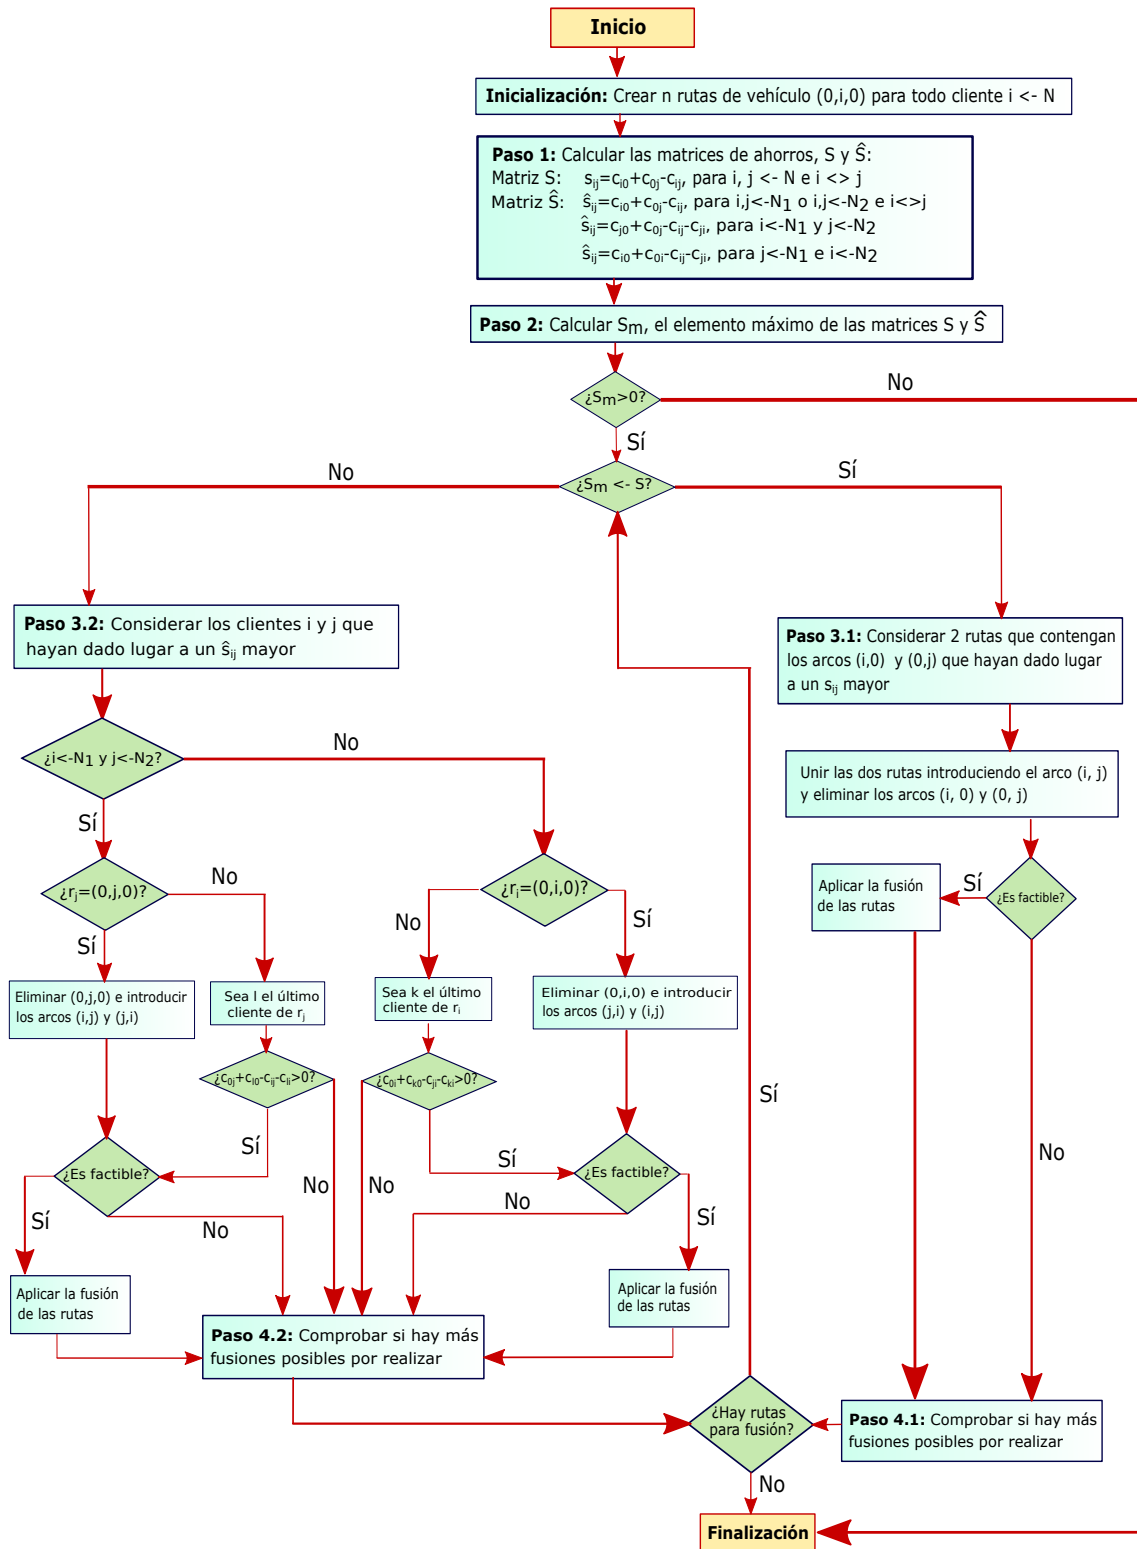 Inicio
Inicialización: Crear n rutas de vehículo (0,i,0) para todo cliente i <- N
Paso 1: Calcular las matrices de ahorros, S y Ŝ:
Matriz S: sij=ci0+c0j-cij, para i, j <- N e i <> j
Matriz Ŝ: ŝij=ci0+c0j-cij, para i,j<-N1 o i,j<-N2 e i<>j
ŝij=cj0+c0j-cij-cji, para i<-N1 y j<-N2
ŝij=ci0+c0i-cij-cji, para j<-N1 e i<-N2
Paso 2: Calcular Sm, el elemento máximo de las matrices S y Ŝ
¿Sm>0?
No
Sí
¿Sm <- S?
No
Sí
Paso 3.2: Considerar los clientes i y j que
hayan dado lugar a un ŝij mayor
Paso 3.1: Considerar 2 rutas que contengan
los arcos (i,0) y (0,j) que hayan dado lugar
a un sij mayor
¿i<-N1 y j<-N2?
No
Sí
Unir las dos rutas introduciendo el arco (i, j)
y eliminar los arcos (i, 0) y (0, j)
¿rj=(0,j,0)?
No
Sí
¿ri=(0,i,0)?
No
Sí
Aplicar la fusión
de las rutas
Sí
¿Es factible?
No
Eliminar (0,j,0) e introducir
los arcos (i,j) y (j,i)
Sea l el último
cliente de rj
Sea k el último
cliente de ri
Eliminar (0,i,0) e introducir
los arcos (j,i) y (i,j)
¿c0j+cl0-cij-cli>0?
Sí
No
¿c0i+ck0-cji-cki>0?
No
Sí
Sí
¿Es factible?
Sí
No
¿Es factible?
No
Sí
Aplicar la fusión
de las rutas
Aplicar la fusión
de las rutas
Paso 4.2: Comprobar si hay más
fusiones posibles por realizar
¿Hay rutas
para fusión?
Paso 4.1: Comprobar si hay más
fusiones posibles por realizar
No
Finalización